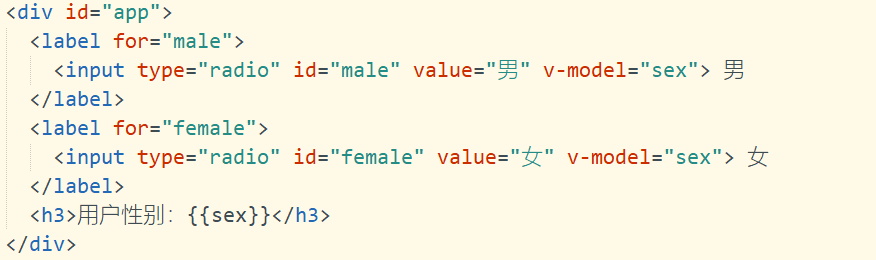 <div id="app">
  <label for="male">
    <input type="radio" id="male" value="男" v-model="sex"> 男
  </label>
  <label for="female">
    <input type="radio" id="female" value="女" v-model="sex"> 女
  </label>
  <h3>用户性别：{{sex}}</h3>
</div>